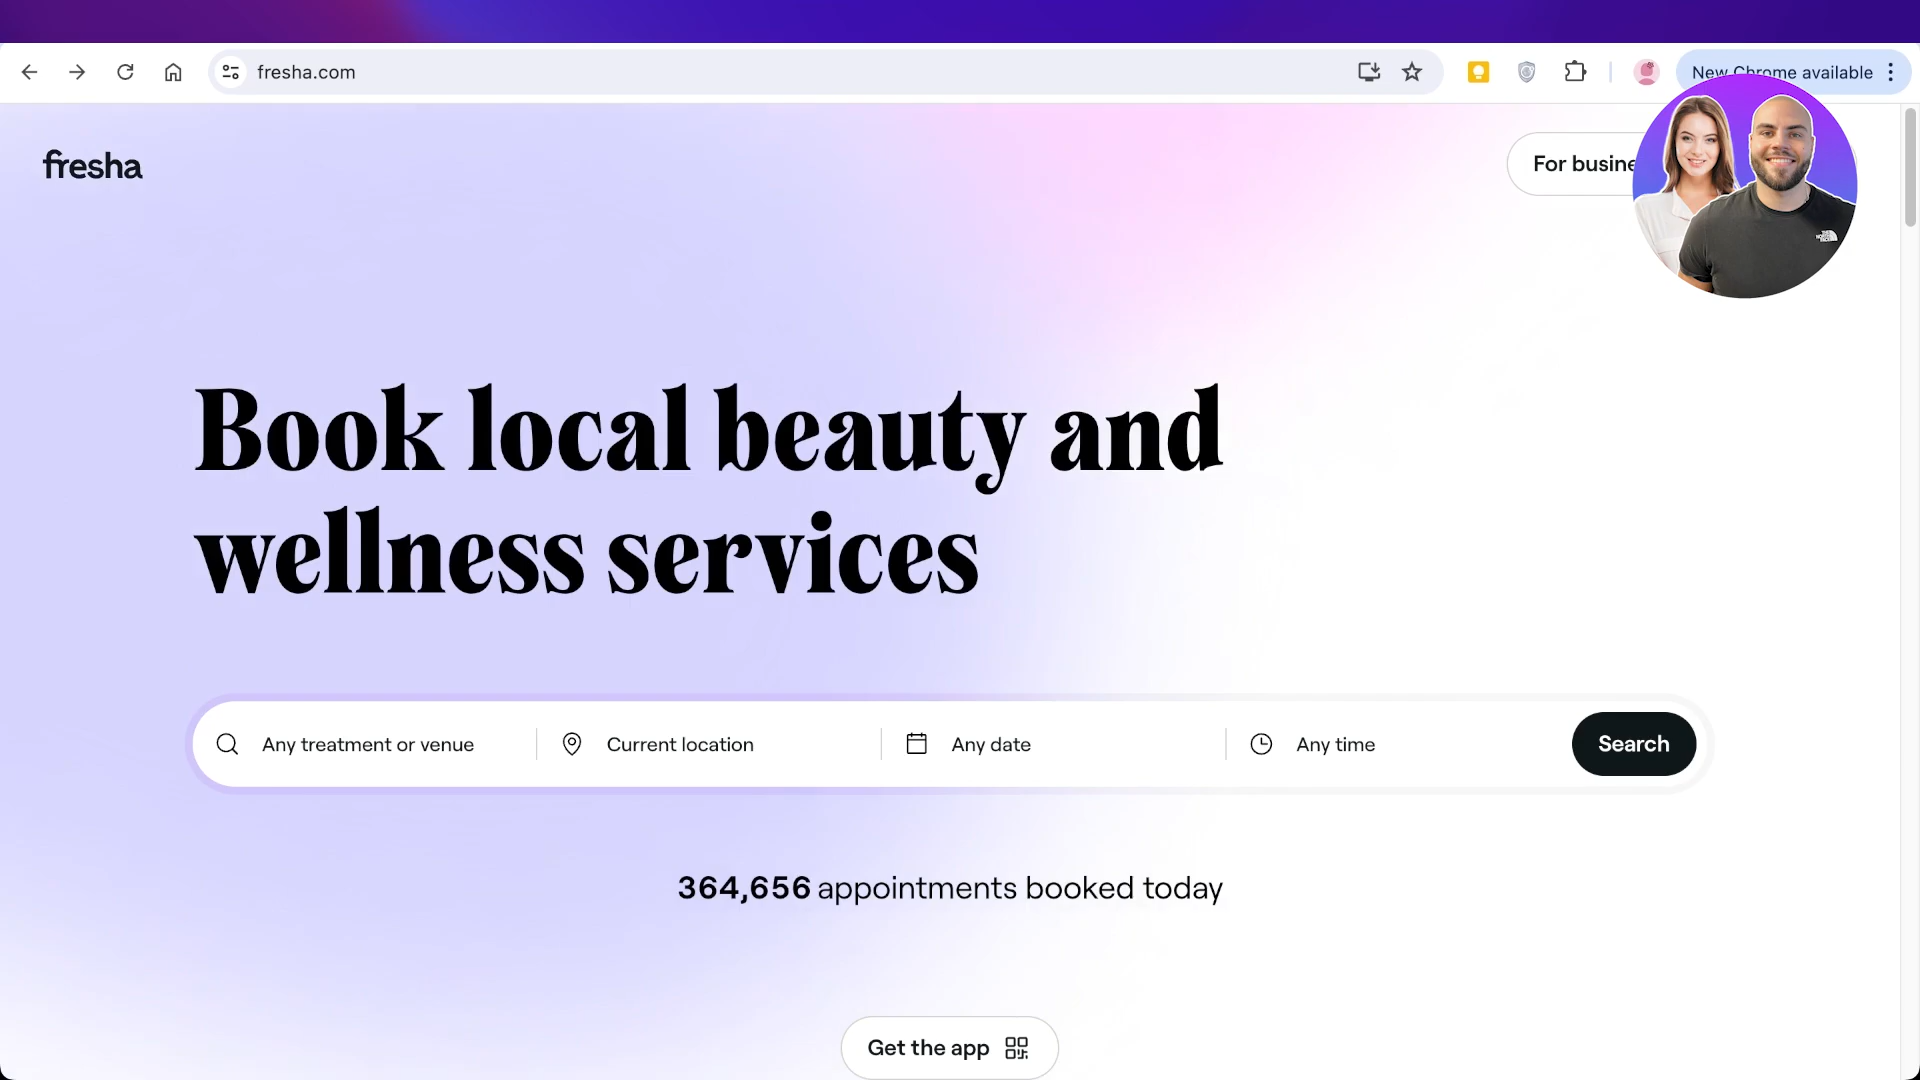 fresha.com
New Chrome available
fresha
For busine
Book local beauty and
wellness services
Any treatment or venue
Current location
Any date
Any time
Search
364,656 appointments booked today
Get the app